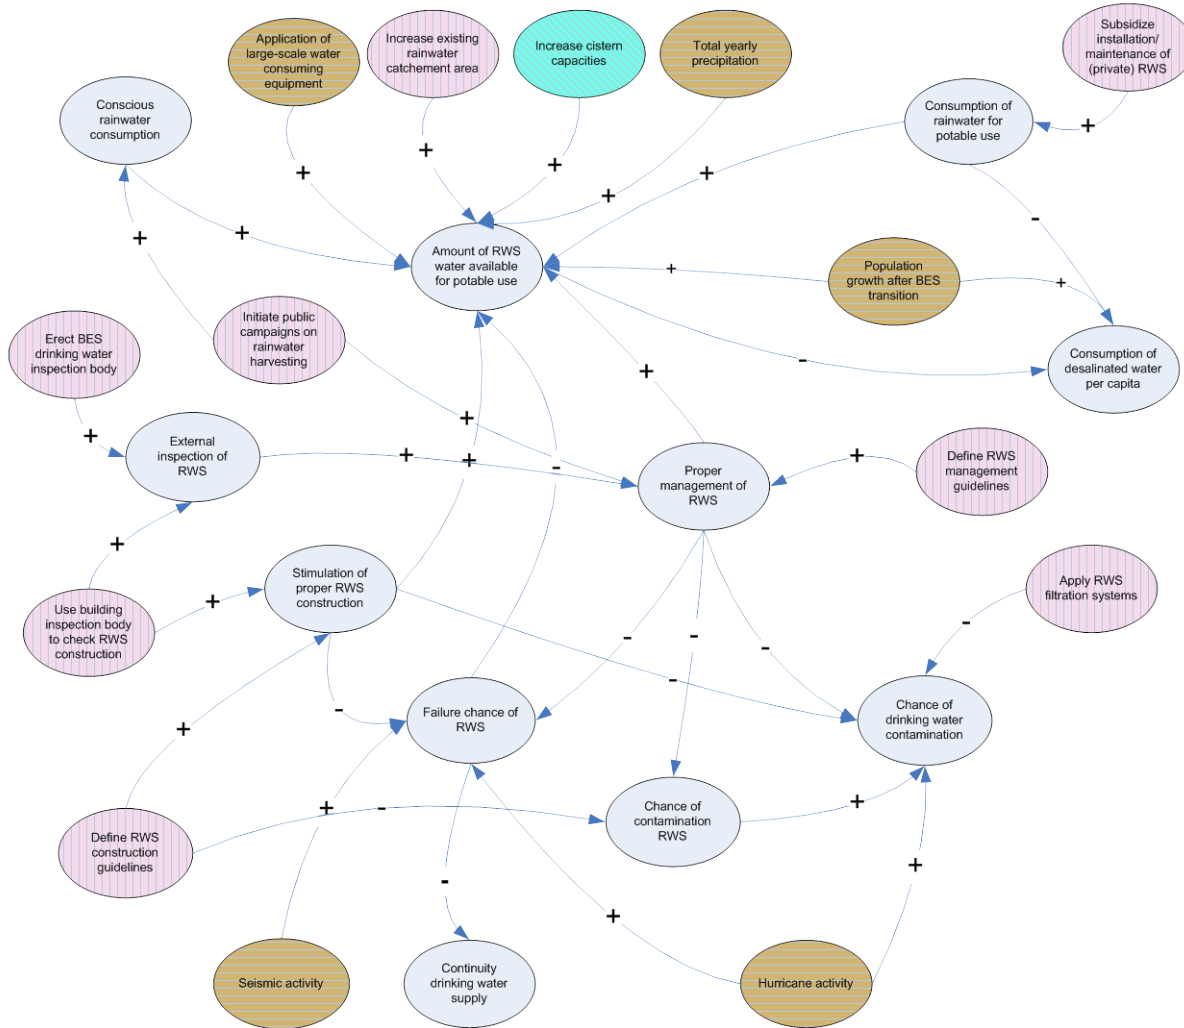 Application of
large-scale water
consuming
equipment
Increase existing
rainwater
catchement area
Increase cistern
capacities
Total yearly
precipitation
Subsidize
installation/
maintenance of
(private) RWS
Conscious
rainwater
consumption
Consumption of
rainwater for
potable use
+
+
+
+
+
+
+
+
-
Amount of RWS
water available
for potable use
+
Population
growth after BES
transition
+
Erect BES
drinking water
inspection body
Initiate public
campaigns on
rainwater
harvesting
-
Consumption of
desalinated water
per capita
+
+
+
External
inspection of
RWS
+
+
-
Proper
management of
RWS
+
Define RWS
management
guidelines
+
Stimulation of
proper RWS
construction
Apply RWS
filtration systems
Use building
inspection body
to check RWS
construction
+
-
-
-
-
-
-
Failure chance of
RWS
Chance of
drinking water
contamination
+
+
-
Chance of
contamination
RWS
+
Define RWS
construction
guidelines
-
+
+
Seismic activity
Continuity
drinking water
supply
Hurricane activity